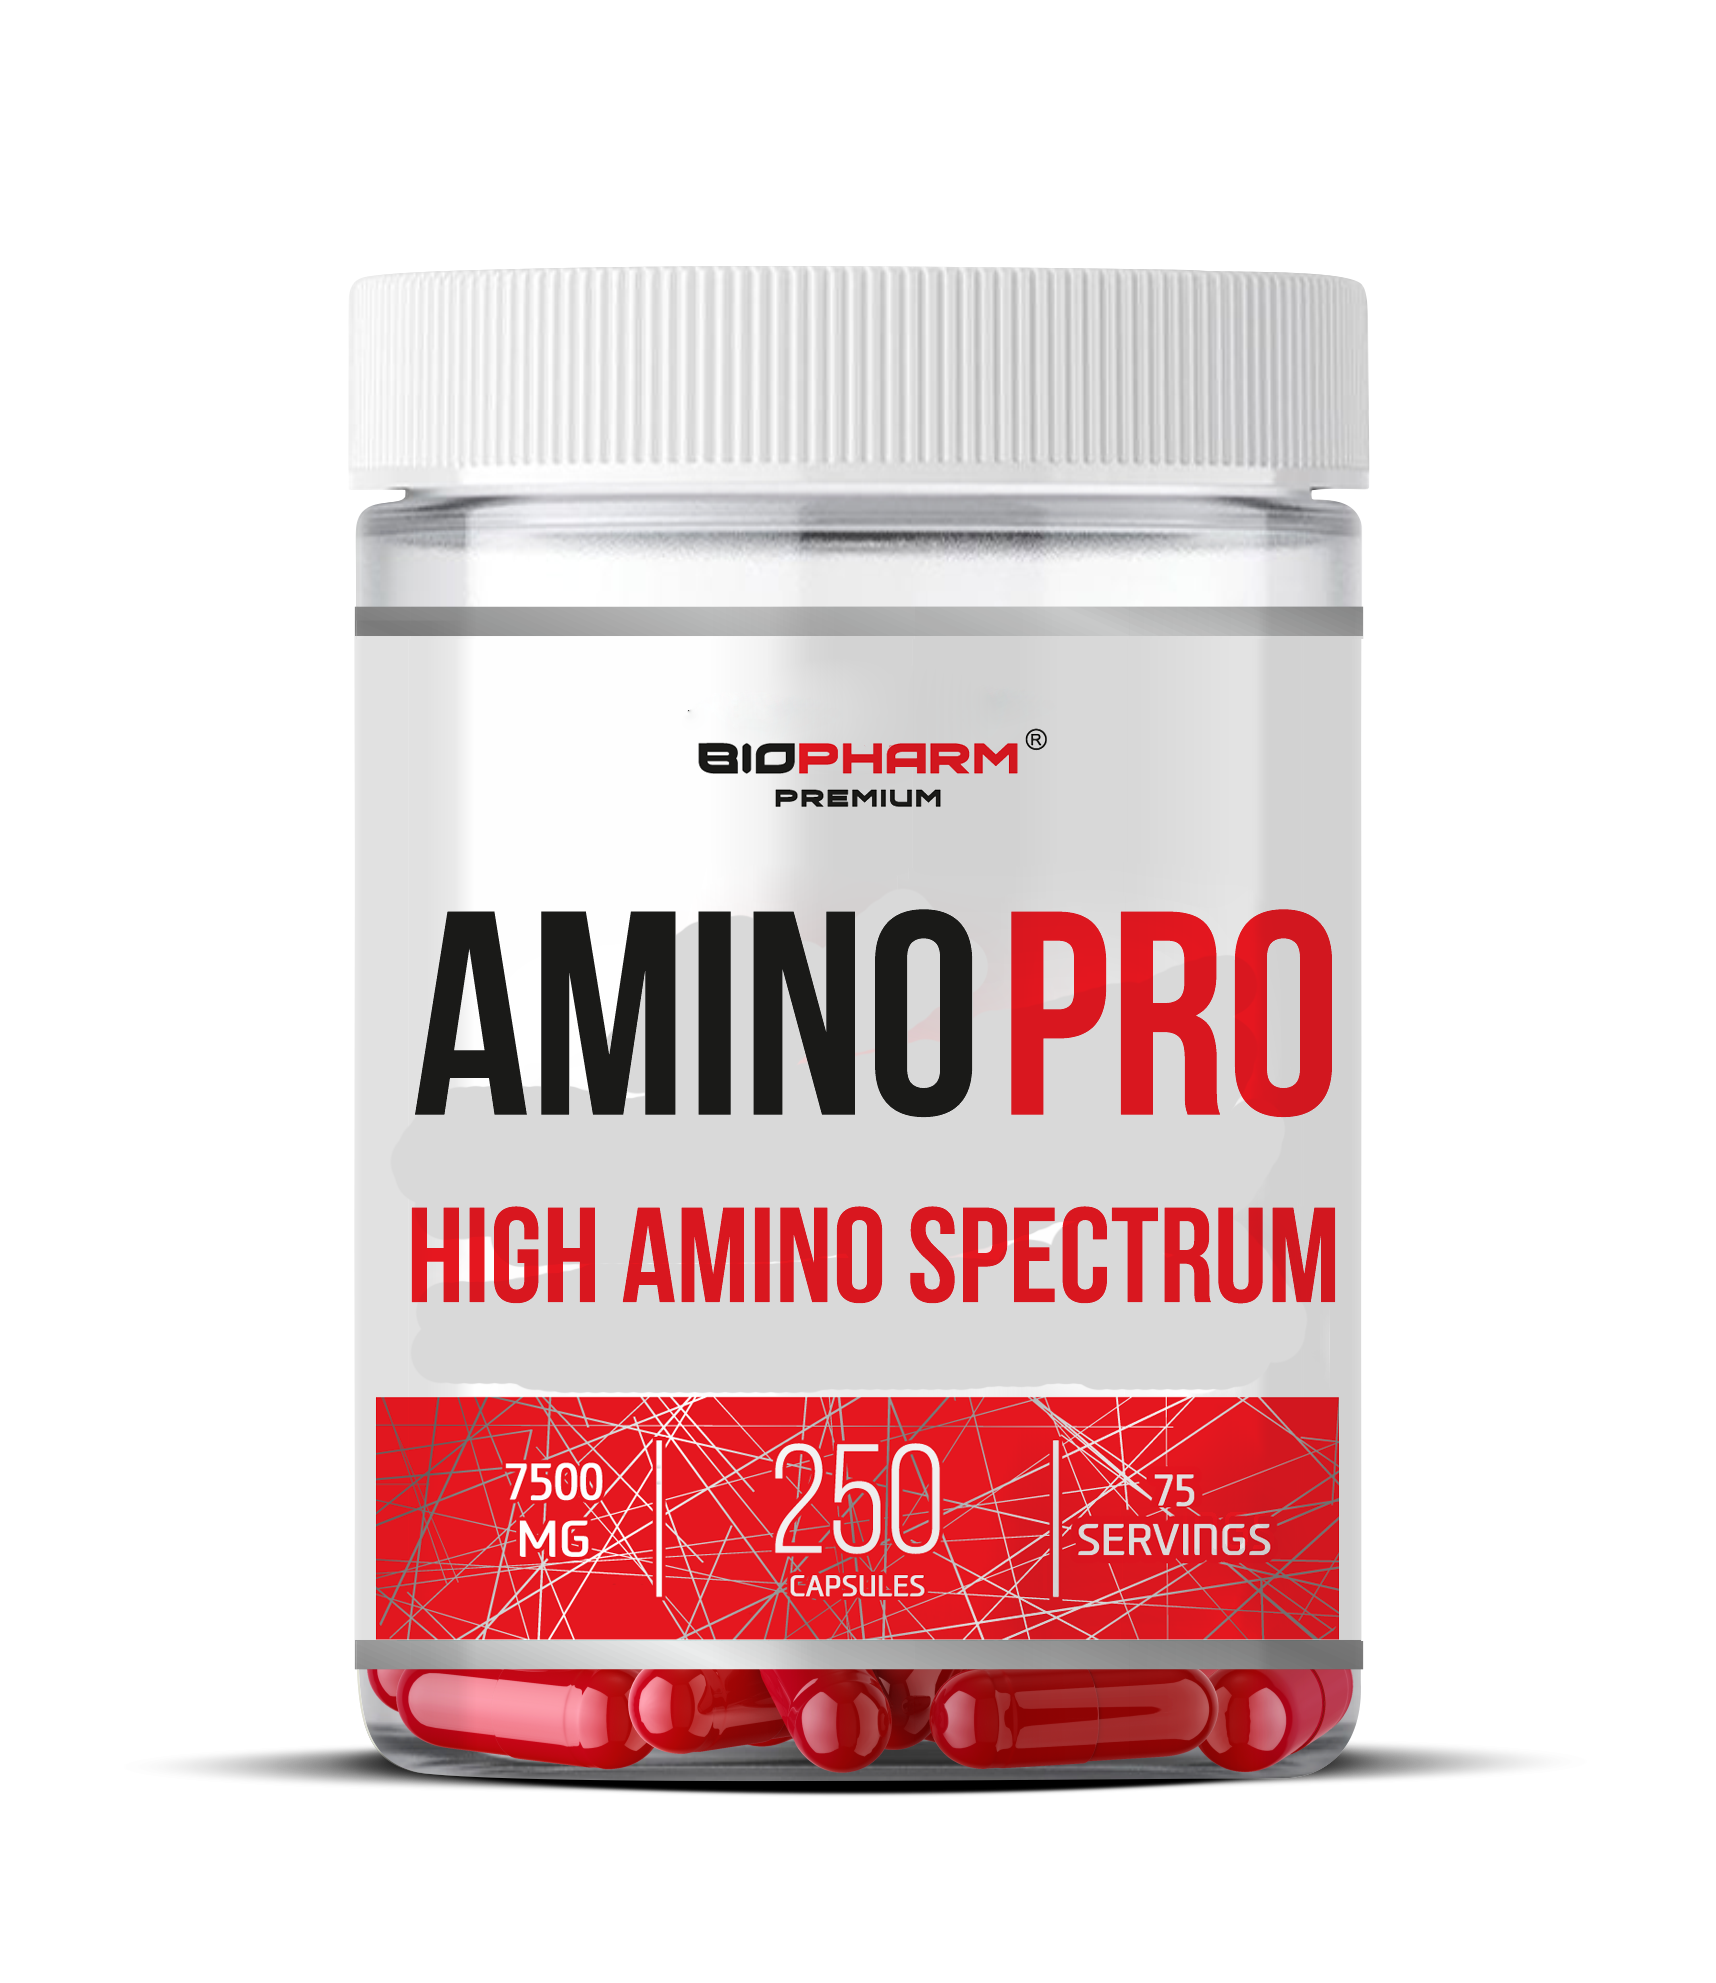 BIOPHARM®
PREMIUM
AMINO PRO
HIGH AMINO SPECTRUM
7500
MG
250
CAPSULES
75
SERVINGS